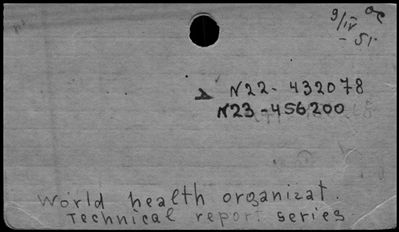 9/IV
- 51
N22 - 432078
N23 - 456200
World health organizat.
Technical report series